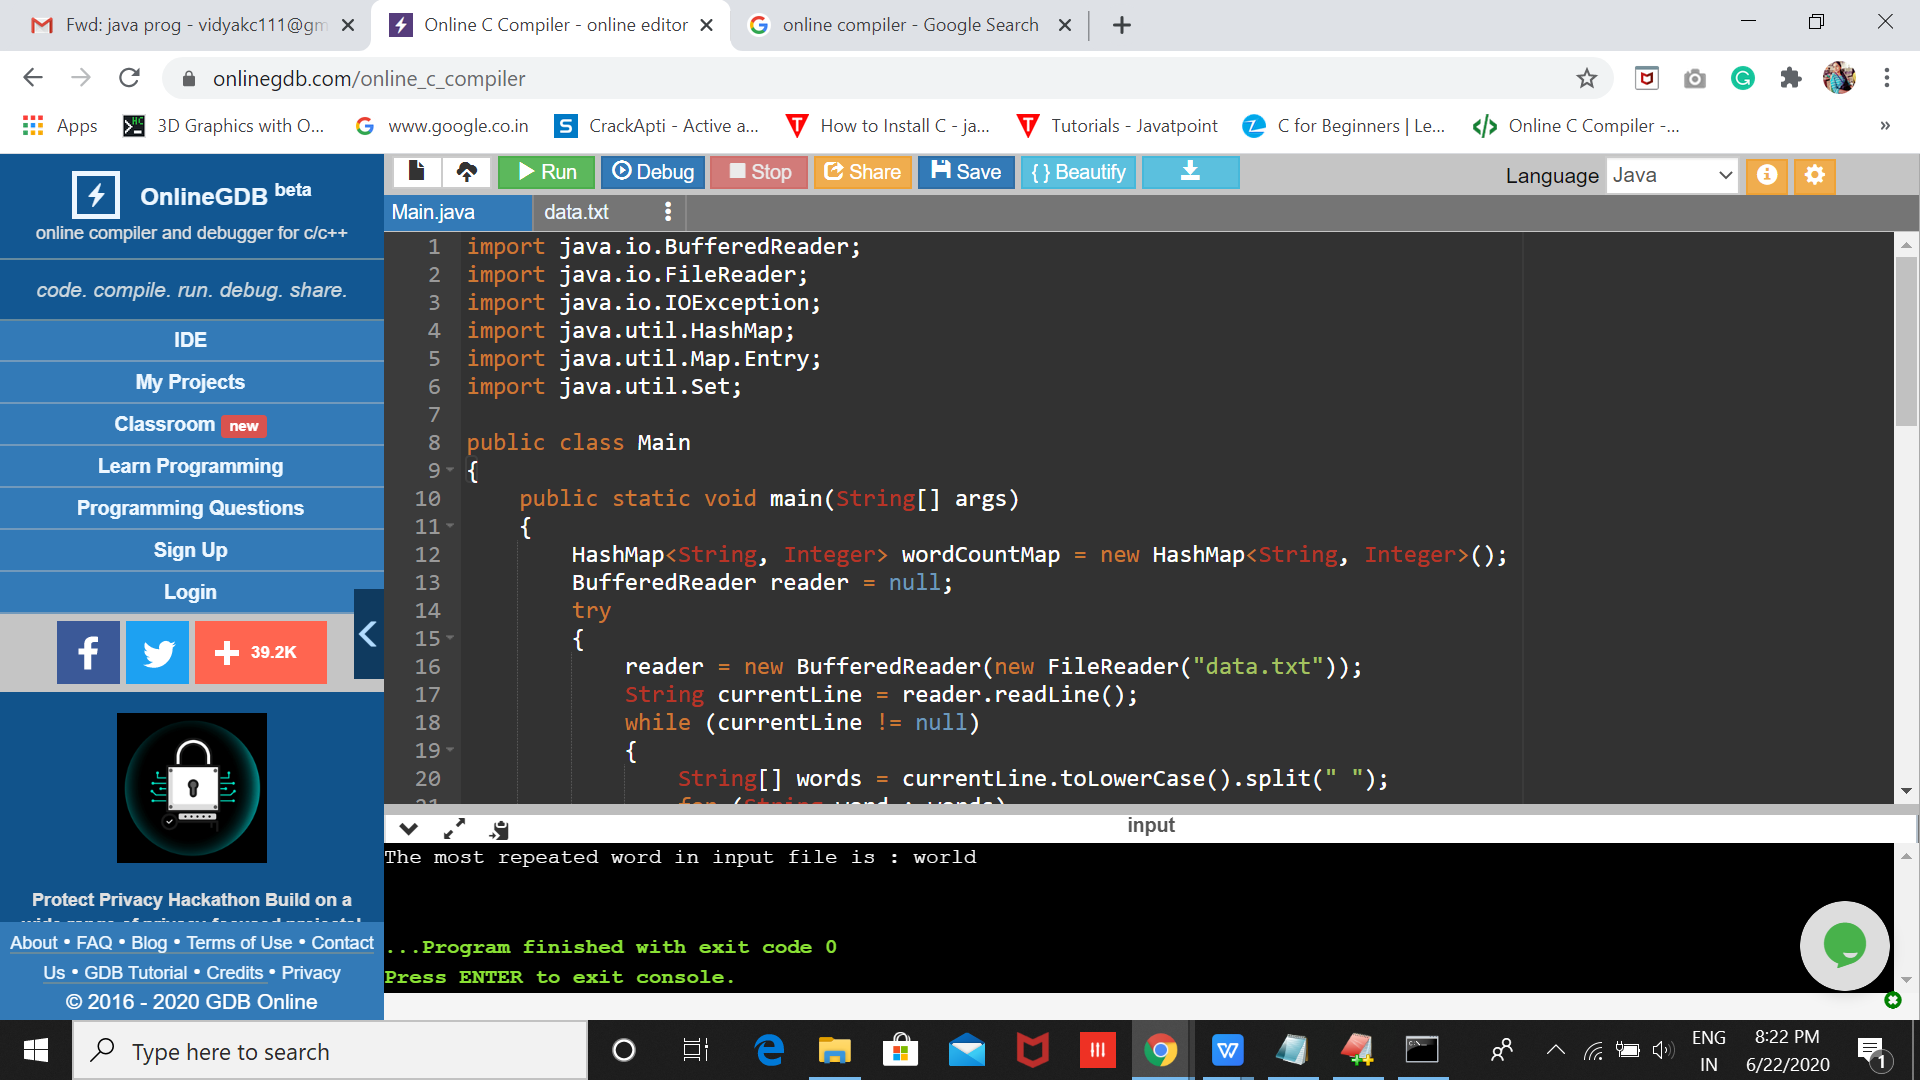 Fwd: java prog - vidyakc111@gm
Online C Compiler - online editor
online compiler - Google Search
onlinegdb.com/online_c_compiler
Apps
3D Graphics with O...
www.google.co.in
CrackApti - Active a...
How to Install C - ja...
Tutorials - Javatpoint
C for Beginners | Le...
Online C Compiler -...
»
OnlineGDB beta
online compiler and debugger for c/c++
code. compile. run. debug. share.
IDE
My Projects
Classroom new
Learn Programming
Programming Questions
Sign Up
Login
39.2K
Protect Privacy Hackathon Build on a
About • FAQ • Blog • Terms of Use • Contact
Us • GDB Tutorial • Credits • Privacy
© 2016 - 2020 GDB Online
Run
Debug
Stop
Share
Save
{ } Beautify
Language Java
Main.java
data.txt
1 import java.io.BufferedReader;
2 import java.io.FileReader;
3 import java.io.IOException;
4 import java.util.HashMap;
5 import java.util.Map.Entry;
6 import java.util.Set;
7
8 public class Main
9 {
10 public static void main(String[] args)
11 {
12 HashMap<String, Integer> wordCountMap = new HashMap<String, Integer>();
13 BufferedReader reader = null;
14 try
15 {
16 reader = new BufferedReader(new FileReader("data.txt"));
17 String currentLine = reader.readLine();
18 while (currentLine != null)
19 {
20 String[] words = currentLine.toLowerCase().split(" ");
input
The most repeated word in input file is : world
...Program finished with exit code 0
Press ENTER to exit console.
Type here to search
ENG
IN
8:22 PM
6/22/2020
1